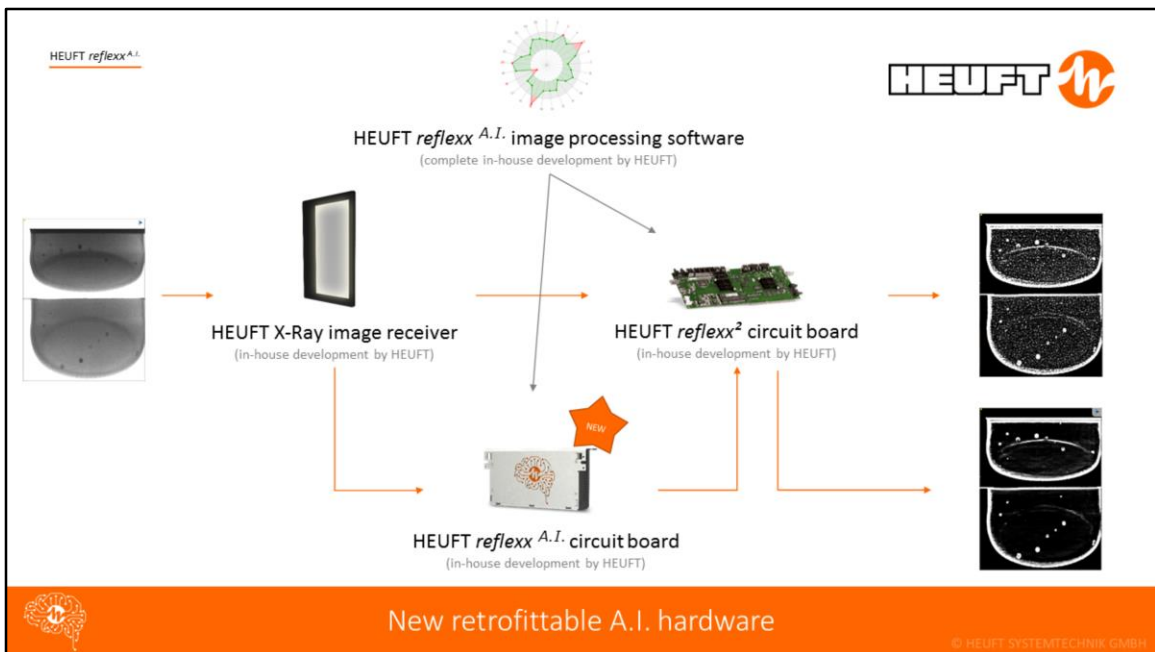 HEUFT reflexx A.I.
HEUFT
HEUFT reflexx A.I. image processing software
(complete in-house development by HEUFT)
HEUFT X-Ray image receiver
(in-house development by HEUFT)
HEUFT reflexx² circuit board
(in-house development by HEUFT)
NEW
HEUFT reflexx A.I. circuit board
(in-house development by HEUFT)
New retrofittable A.I. hardware
© HEUFT SYSTEMTECHNIK GMBH